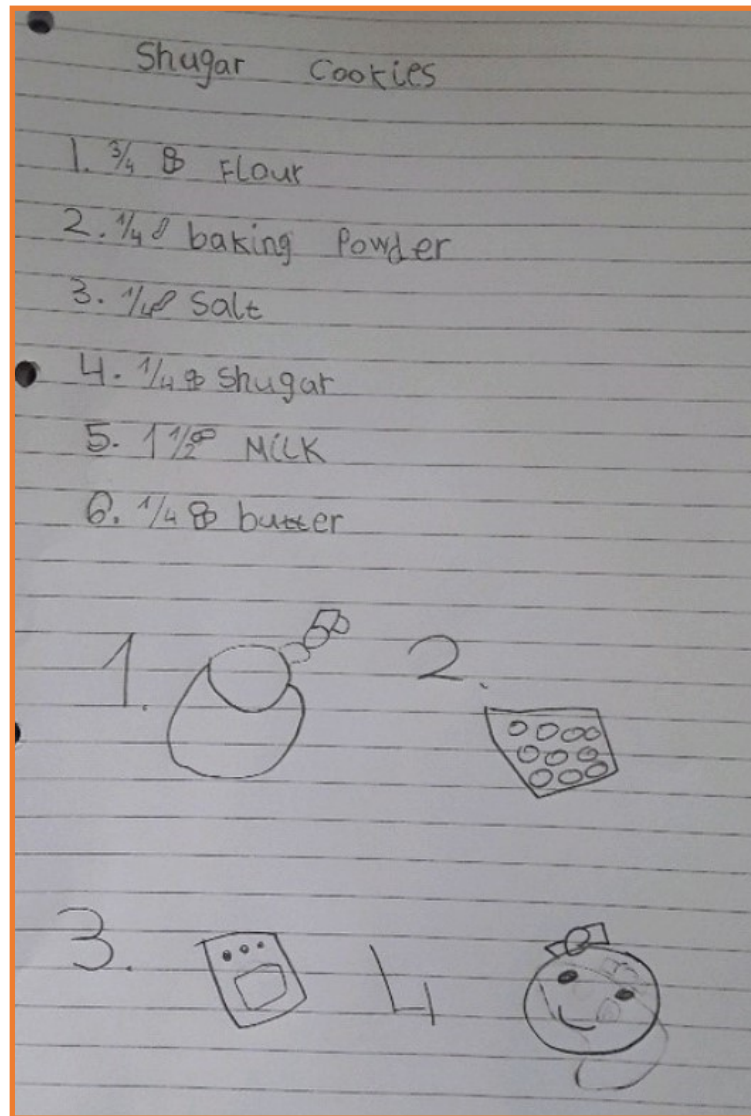 Shugar Cookies
1. 3/4 Flour
2. 1/4 baking Powder
3. 1/4 Salt
4. 1/4 Shugar
5. 1 1/2 MiLK
6. 1/4 butter
1. 2.
3. 4